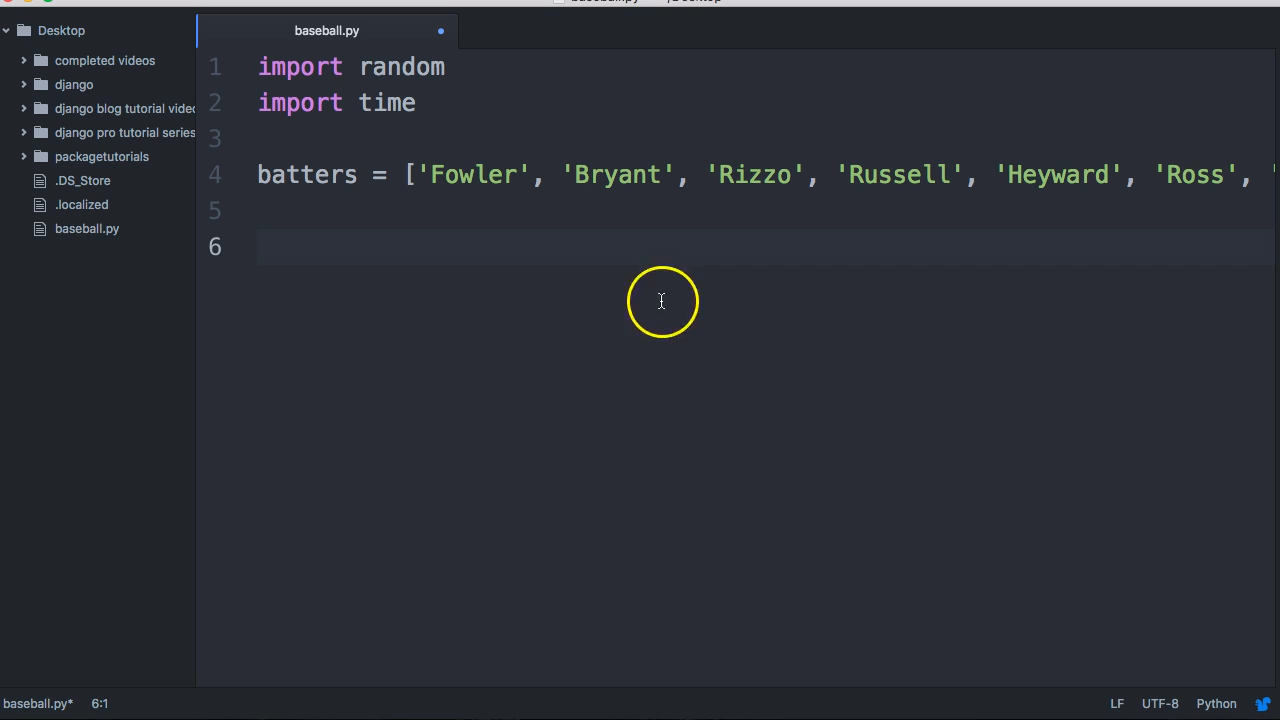 Desktop
completed videos
django
django blog tutorial
django pro tutorial series
packagetutorials
.DS_Store
.localized
baseball.py
baseball.py
1 import random
2 import time
3
4 batters = ['Fowler', 'Bryant', 'Rizzo', 'Russell', 'Heyward', 'Ross', '
5
6
baseball.py* 6:1
LF UTF-8 Python